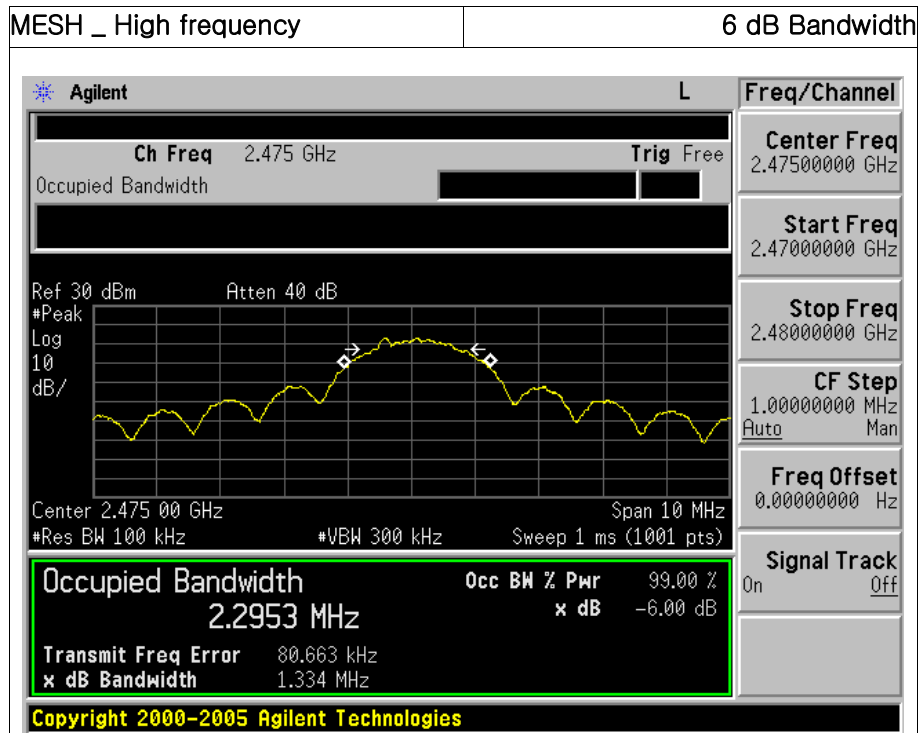 MESH _ High frequency 6 dB Bandwidth
Agilent L Freq/Channel
Ch Freq 2.475 GHz Trig Free
Occupied Bandwidth
Center Freq
2.47500000 GHz
Start Freq
2.47000000 GHz
Stop Freq
2.48000000 GHz
CF Step
1.00000000 MHz
Auto Man
Freq Offset
0.00000000 Hz
Signal Track
On Off
Ref 30 dBm Atten 40 dB
#Peak
Log
10
dB/
Center 2.475 00 GHz Span 10 MHz
#Res BW 100 kHz #VBW 300 kHz Sweep 1 ms (1001 pts)
Occupied Bandwidth Occ BW % Pwr 99.00 %
2.2953 MHz x dB -6.00 dB
Transmit Freq Error 80.663 kHz
x dB Bandwidth 1.334 MHz
Copyright 2000-2005 Agilent Technologies